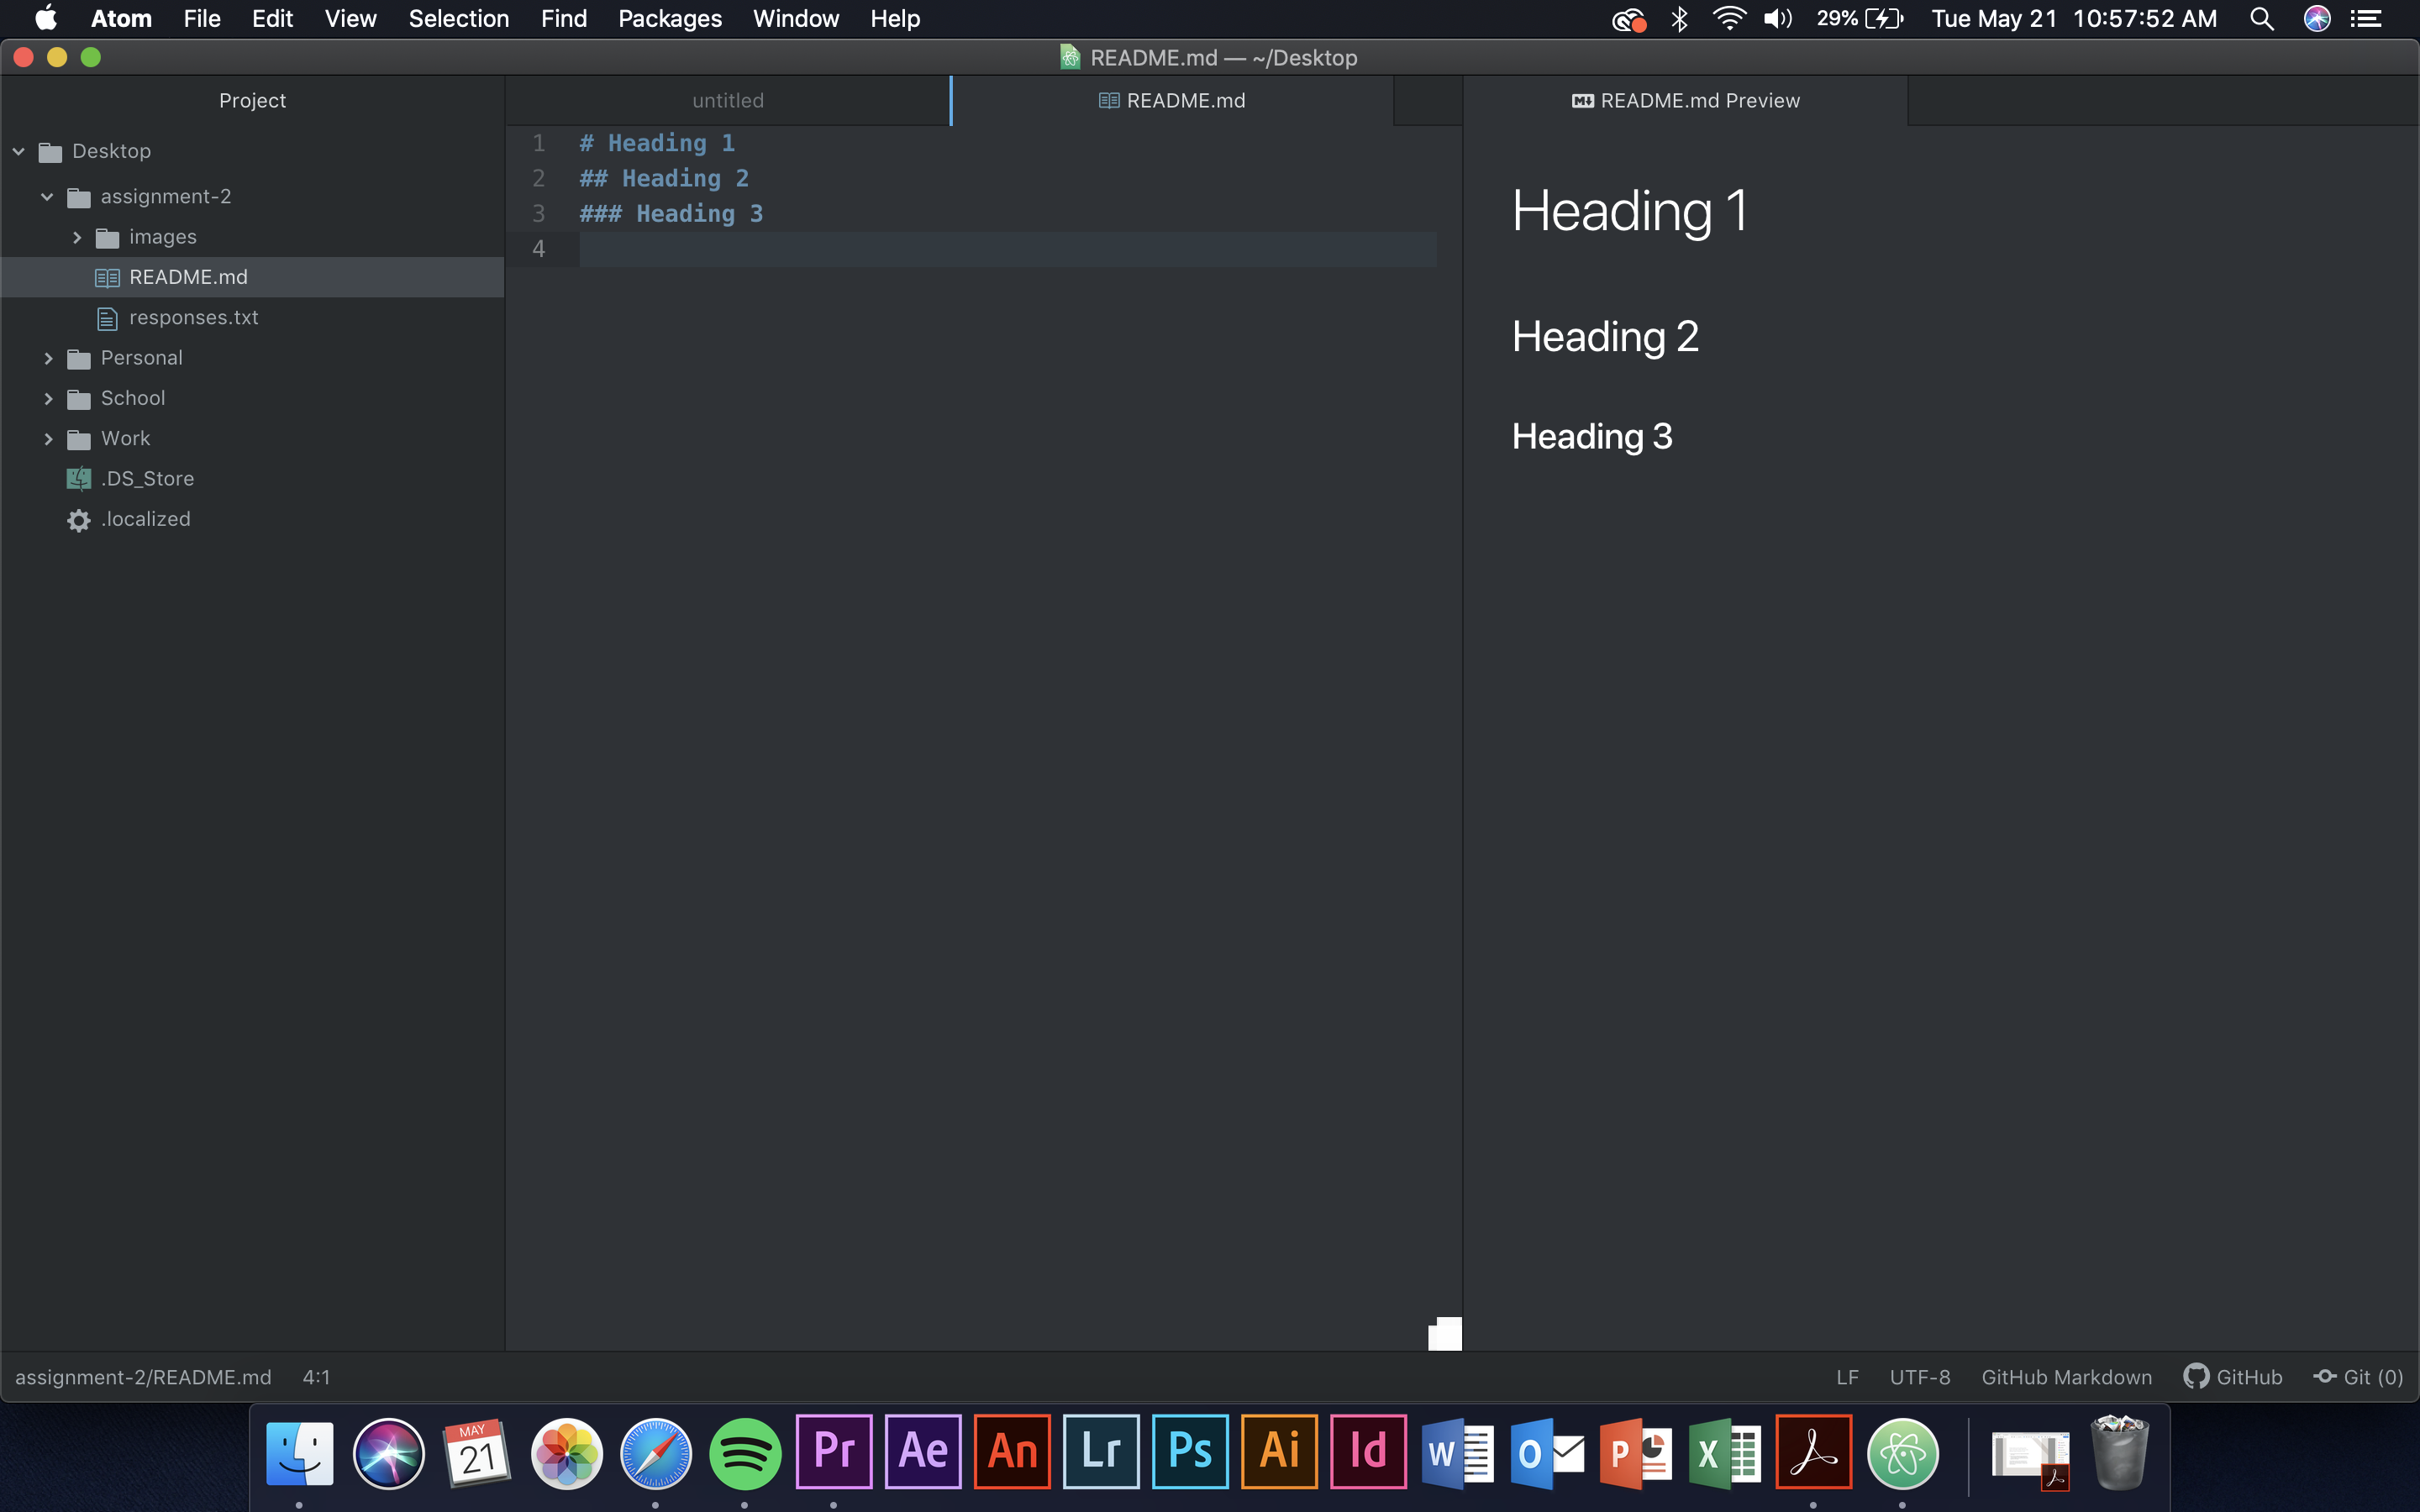 Atom File Edit View Selection Find Packages Window Help 29% Tue May 21 10:57:52 AM
README.md — ~/Desktop
Project
untitled
README.md
README.md Preview
Desktop
assignment-2
images
README.md
responses.txt
Personal
School
Work
.DS_Store
.localized
1 # Heading 1
2 ## Heading 2
3 ### Heading 3
4
Heading 1
Heading 2
Heading 3
assignment-2/README.md 4:1
LF UTF-8 GitHub Markdown GitHub Git (0)
MAY
21
Pr Ae An Lr Ps Ai Id W O P X